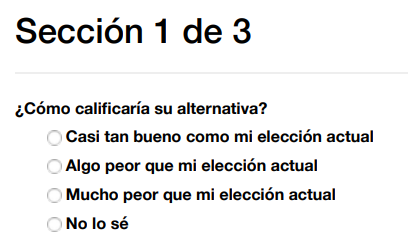 Sección 1 de 3
¿Cómo calificaría su alternativa?
Casi tan bueno como mi elección actual
Algo peor que mi elección actual
Mucho peor que mi elección actual
No lo sé